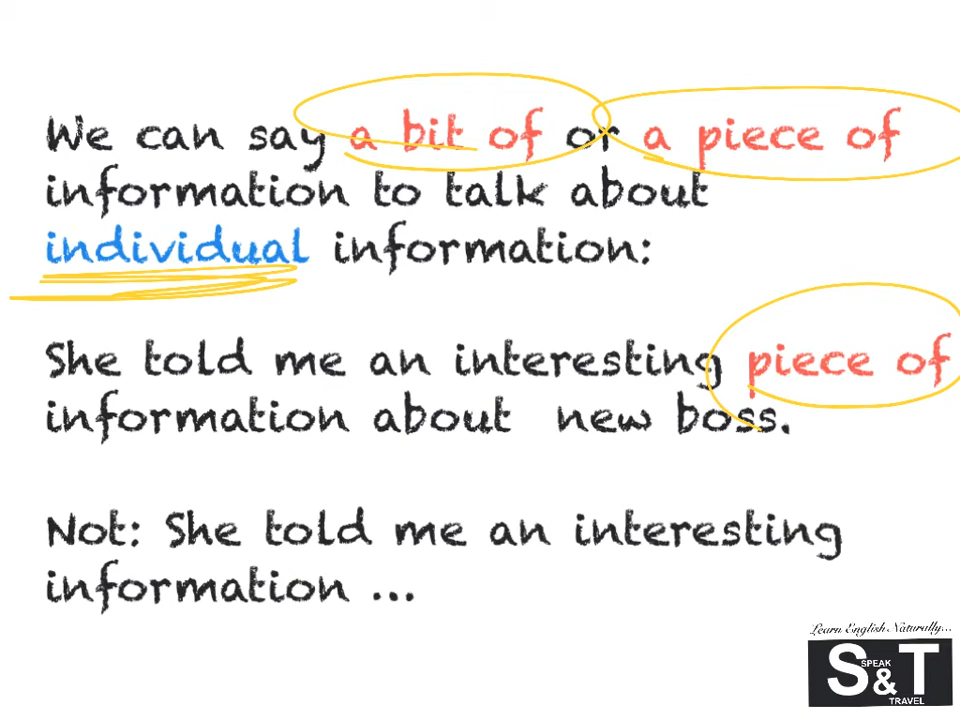 We can say a bit of or a piece of
information to talk about
individual information:
She told me an interesting piece of
information about new boss.
Not: She told me an interesting
information ...
Learn English Naturally...
S&T
SPEAK
TRAVEL